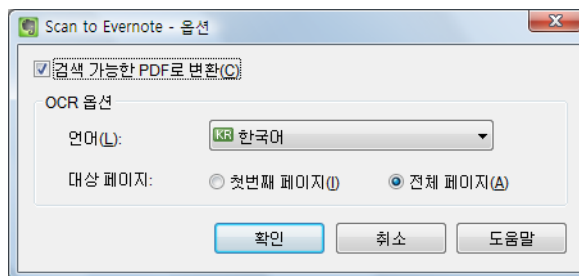 Scan to Evernote - 옵션
검색 가능한 PDF로 변환(C)
OCR 옵션
언어(L): KR 한국어
대상 페이지: 첫번째 페이지(I) 전체 페이지(A)
확인 취소 도움말